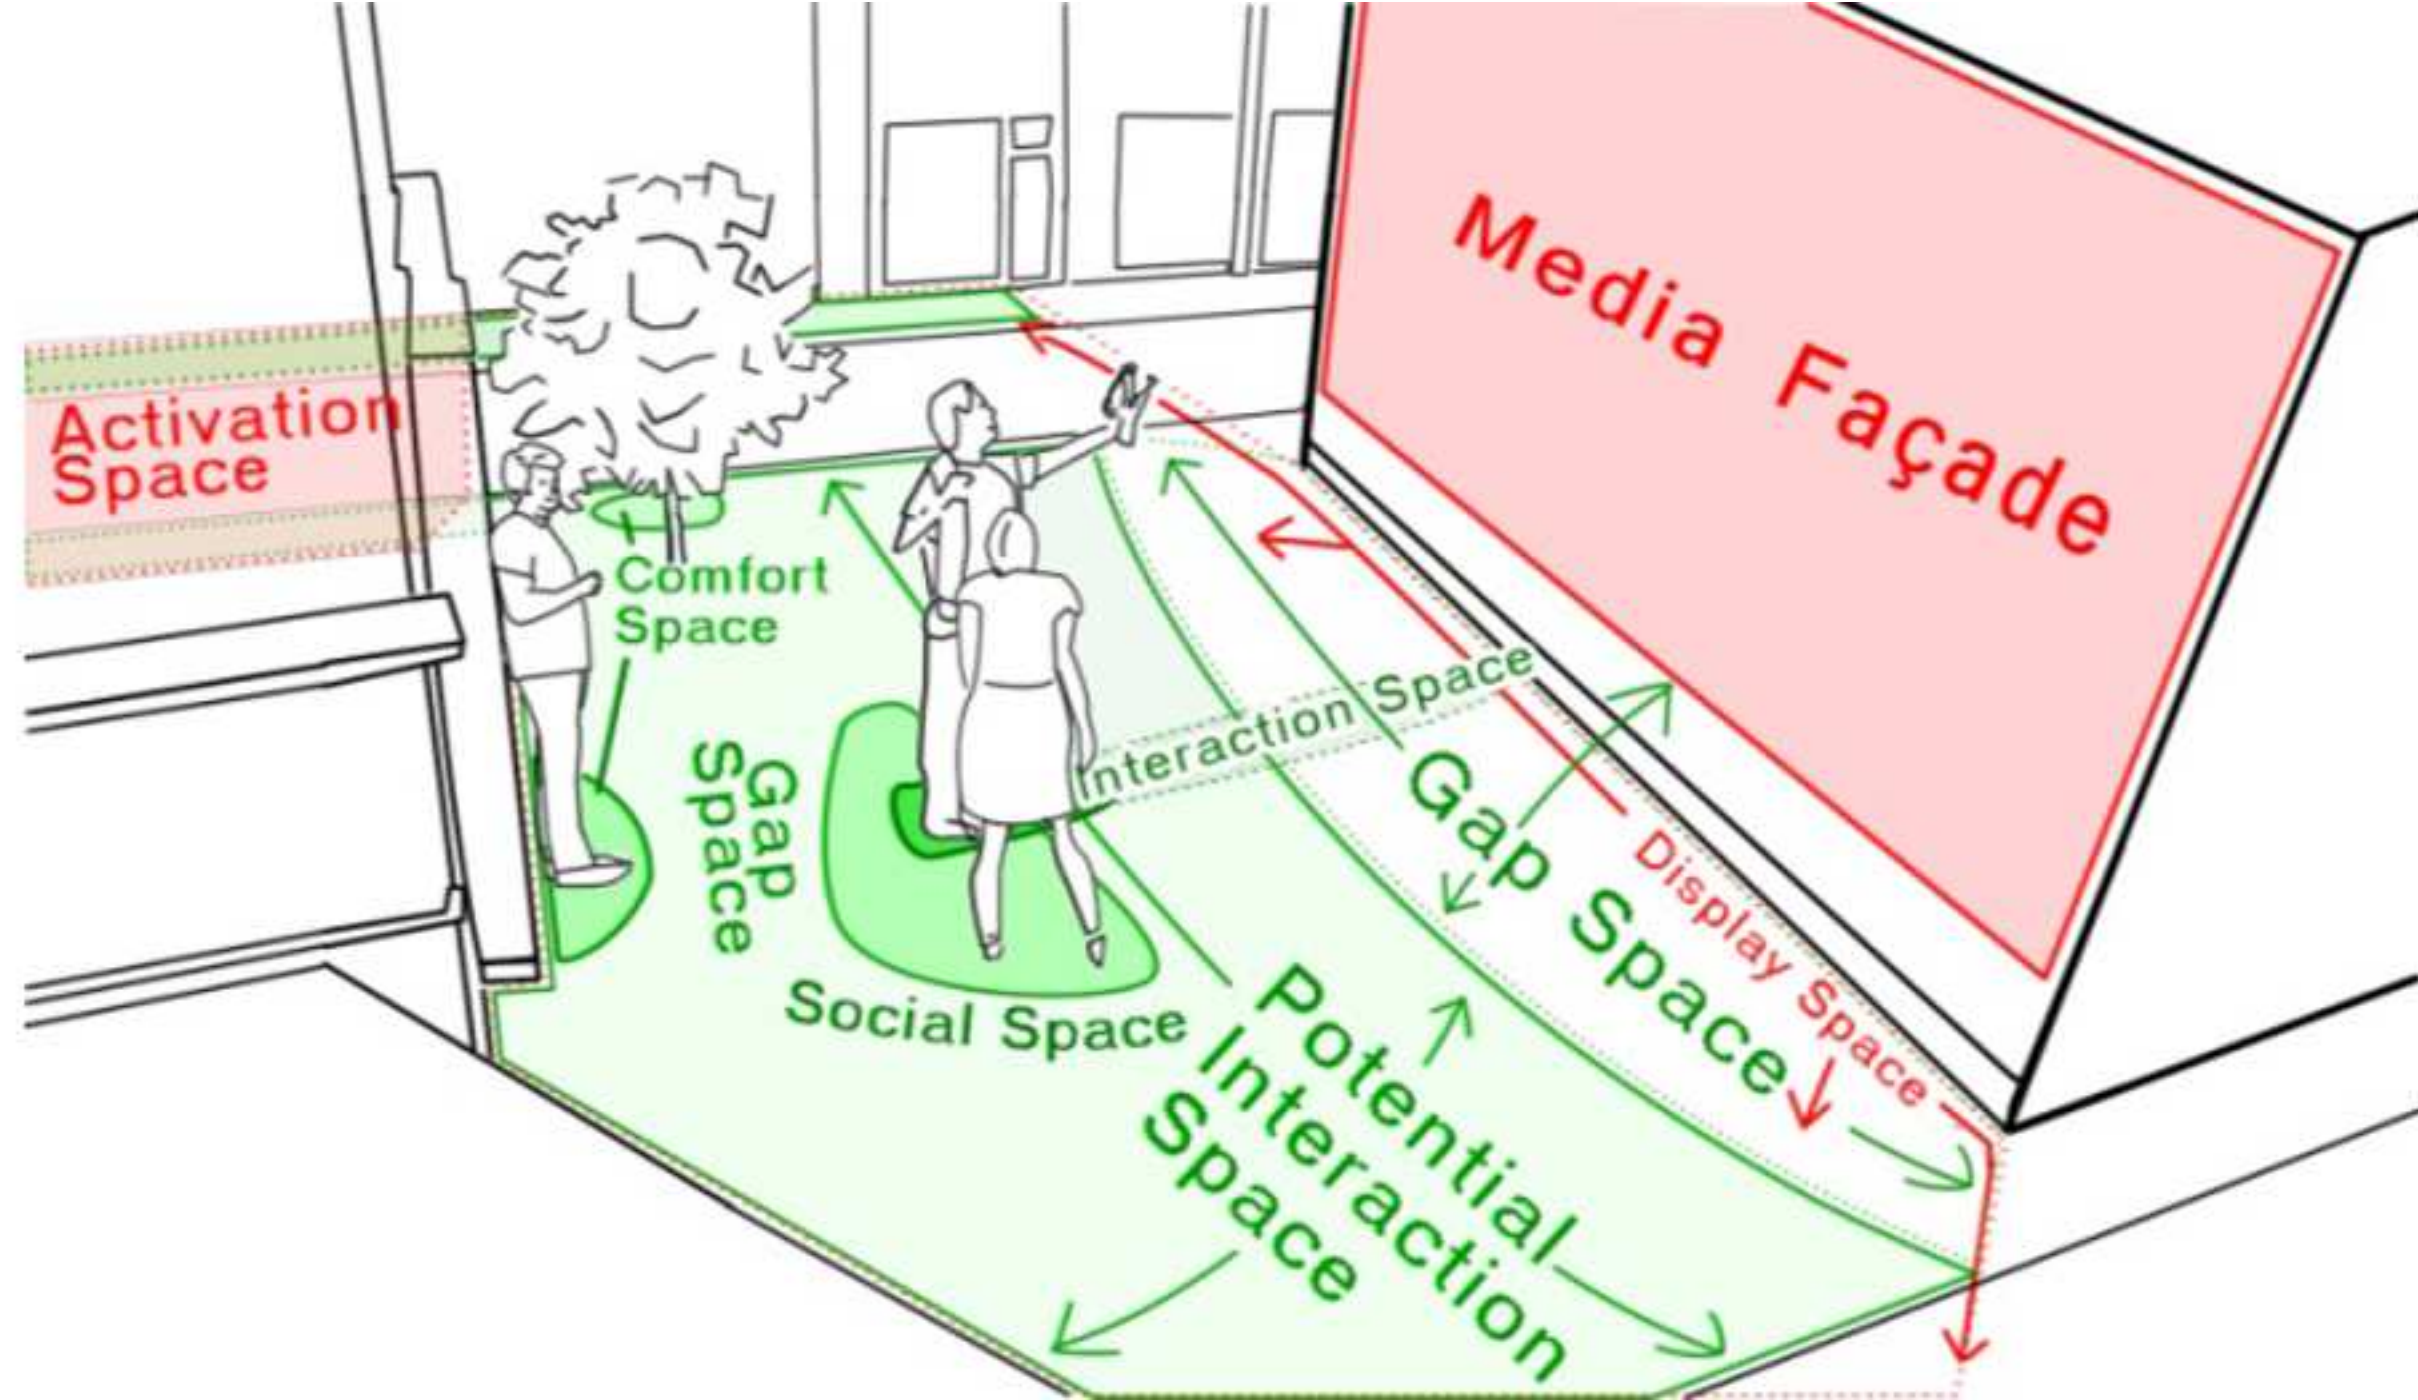 Media Façade
Activation
Space
Comfort
Space
Interaction Space
Gap
Space
Gap Space
Display Space
Social Space
Potential
Interaction
Space